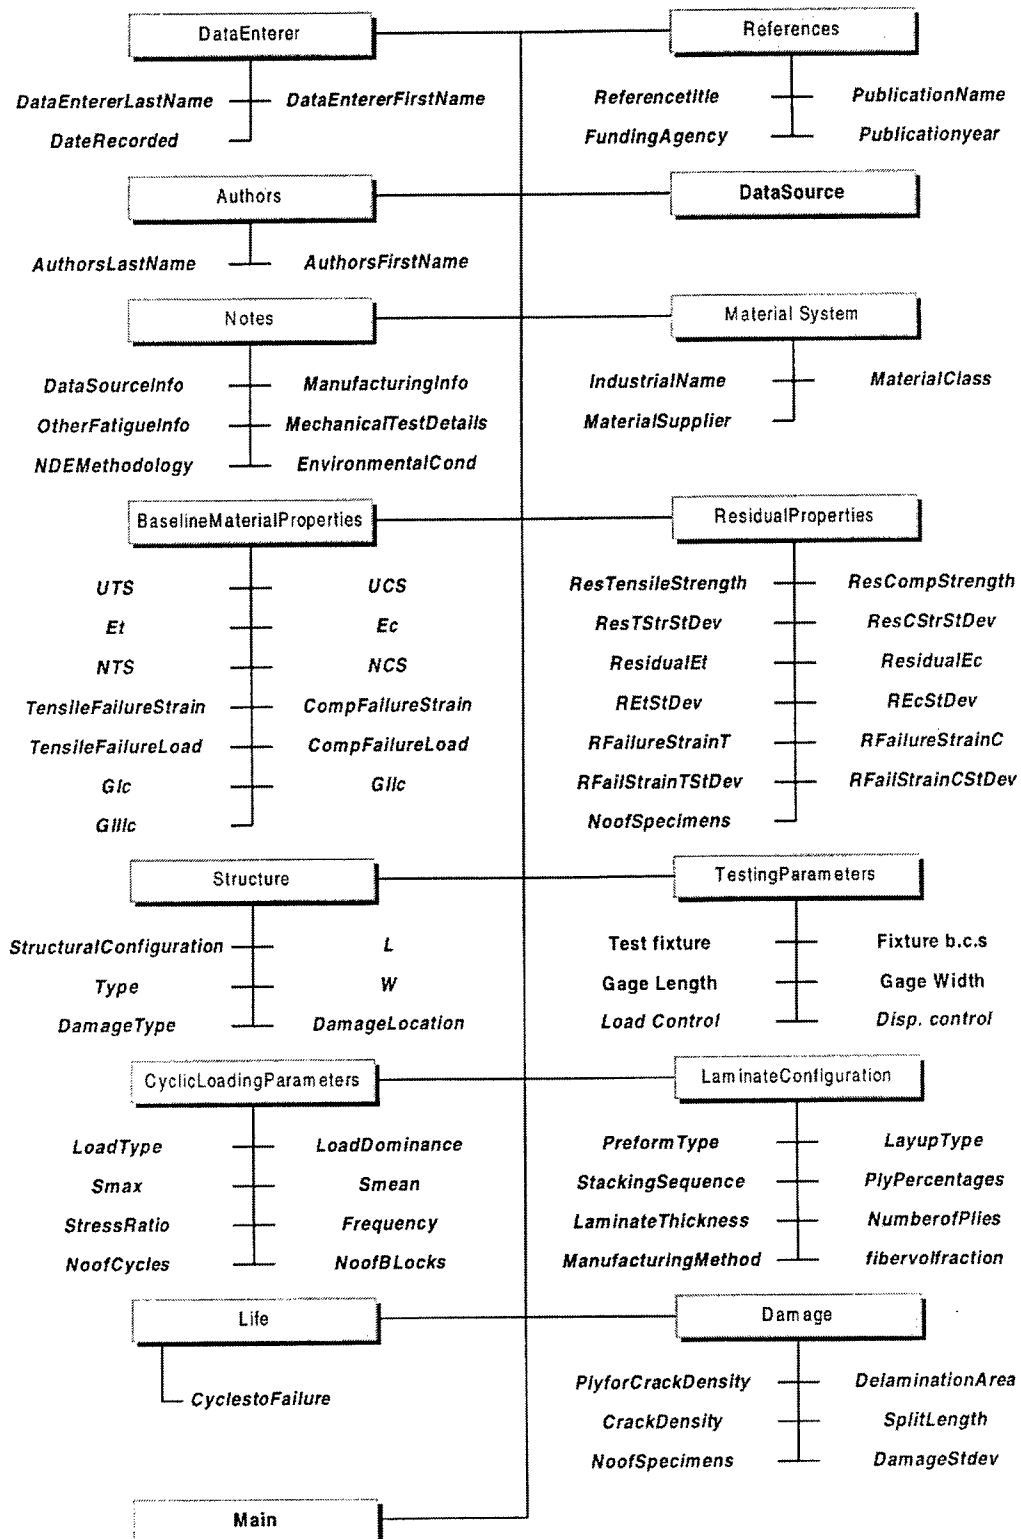 DataEnterer
DataEntererLastName DataEntererFirstName
DateRecorded
References
Referencetitle PublicationName
FundingAgency Publicationyear
Authors
AuthorsLastName AuthorsFirstName
DataSource
Notes
DataSourceInfo ManufacturingInfo
OtherFatigueInfo MechanicalTestDetails
NDEMethodology EnvironmentalCond
Material System
IndustrialName MaterialClass
MaterialSupplier
BaselineMaterialProperties
UTS UCS
Et Ec
NTS NCS
TensileFailureStrain CompFailureStrain
TensileFailureLoad CompFailureLoad
GIc GIIc
GIIIc
ResidualProperties
ResTensileStrength ResCompStrength
ResTStrStDev ResCStrStDev
ResidualEt ResidualEc
REtStDev REcStDev
RFailureStrainT RFailureStrainC
RFailStrainTStDev RFailStrainCStDev
NoofSpecimens
Structure
StructuralConfiguration L
Type W
DamageType DamageLocation
TestingParameters
Test fixture Fixture b.c.s
Gage Length Gage Width
Load Control Disp. control
CyclicLoadingParameters
LoadType LoadDominance
Smax Smean
StressRatio Frequency
NoofCycles NoofBLocks
LaminateConfiguration
PreformType LayupType
StackingSequence PlyPercentages
LaminateThickness NumberofPlies
ManufacturingMethod fibervolfraction
Life
CyclestoFailure
Damage
PlyforCrackDensity DelaminationArea
CrackDensity SplitLength
NoofSpecimens DamageStdev
Main